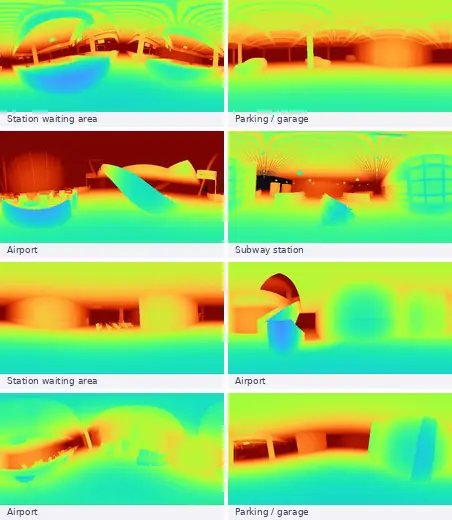 Station waiting area
Parking / garage
Airport
Subway station
Station waiting area
Airport
Airport
Parking / garage